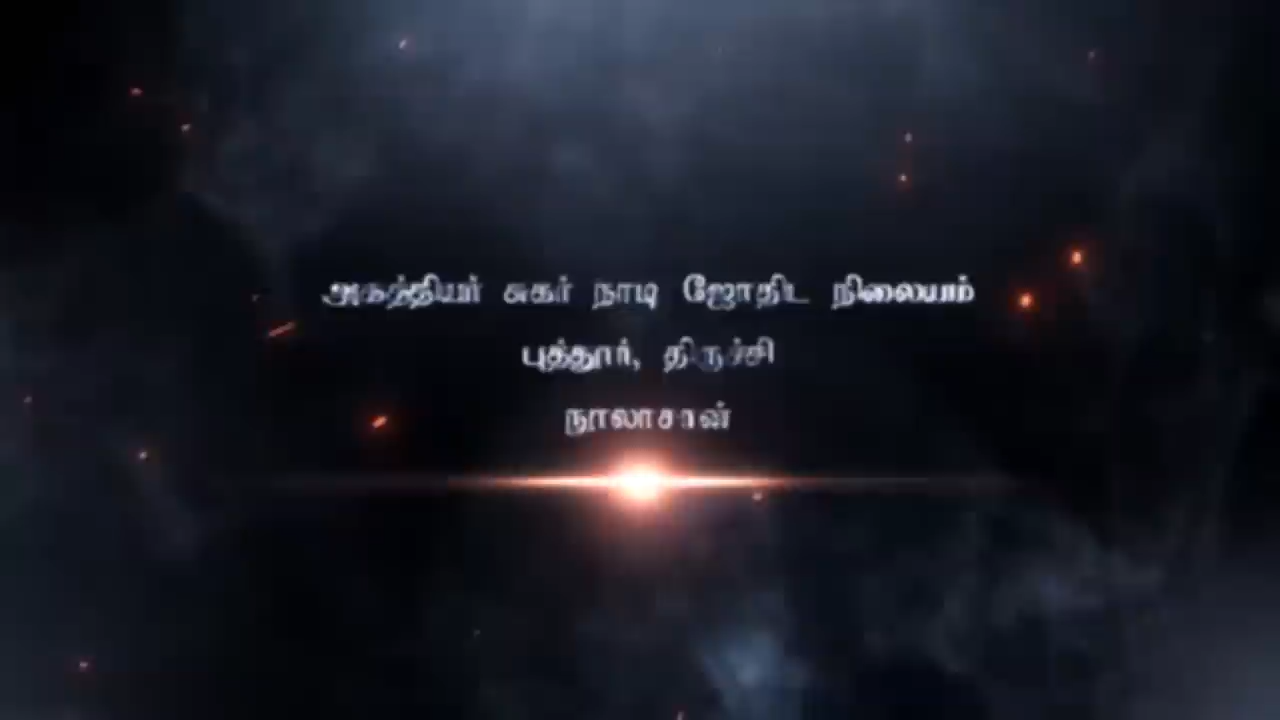 அகத்தியர் சுகர் நாடி ஜோதிட நிலையம்
புத்தூர், திருச்சி
நூலாசான்